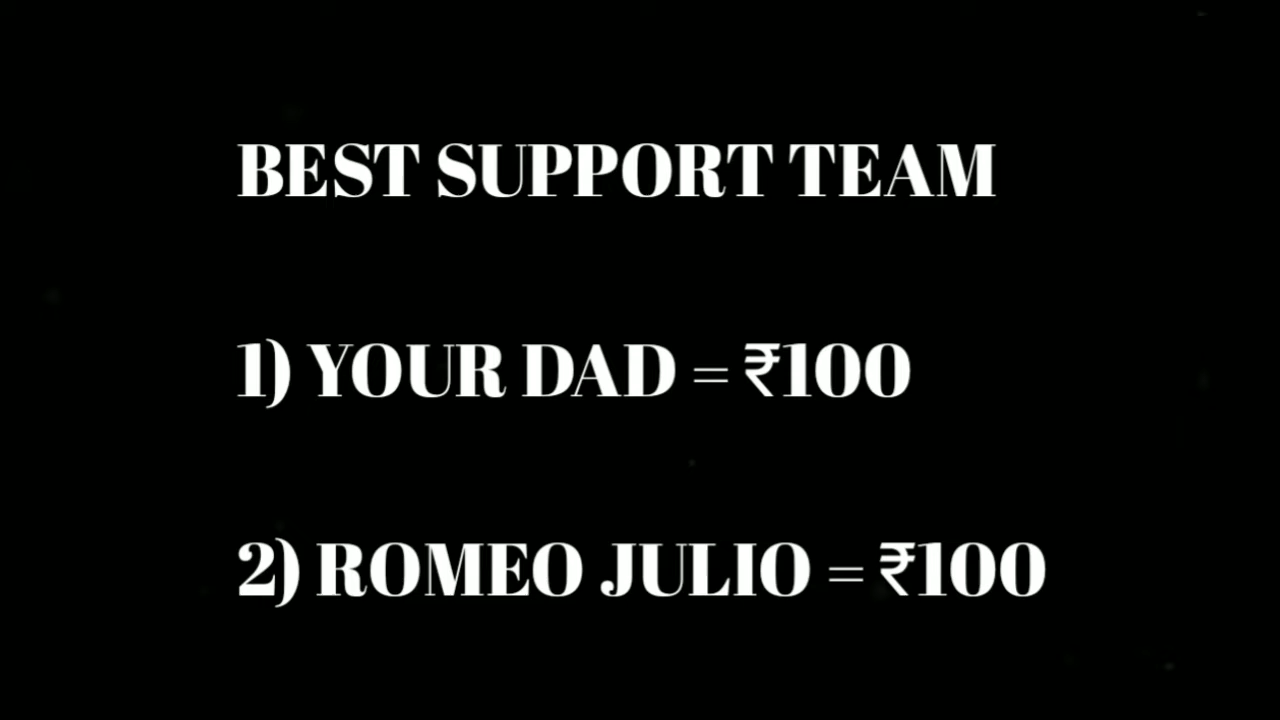 BEST SUPPORT TEAM
1) YOUR DAD = ₹100
2) ROMEO JULIO = ₹100